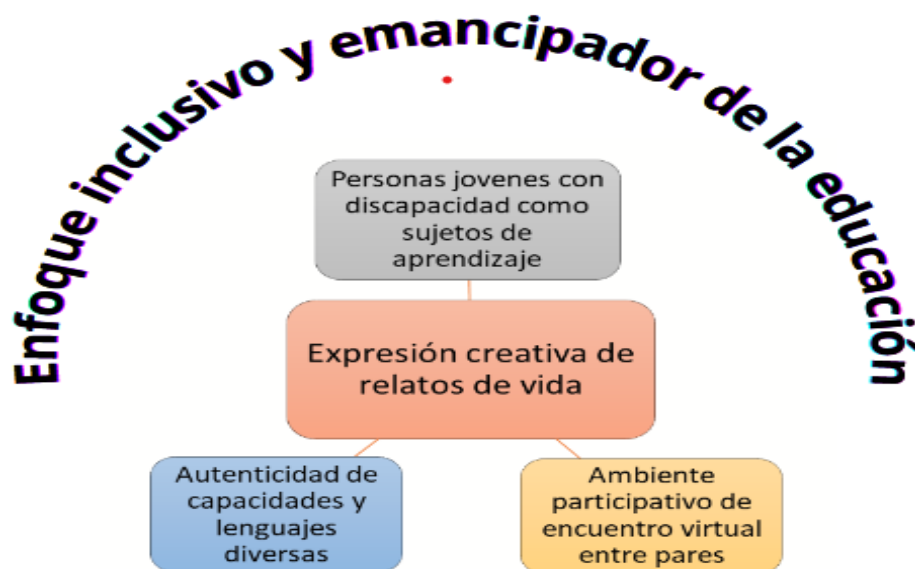 Enfoque inclusivo y emancipador de la educación
Personas jovenes con
discapacidad como
sujetos de
aprendizaje
Expresión creativa de
relatos de vida
Autenticidad de
capacidades y
lenguajes
diversas
Ambiente
participativo de
encuentro virtual
entre pares